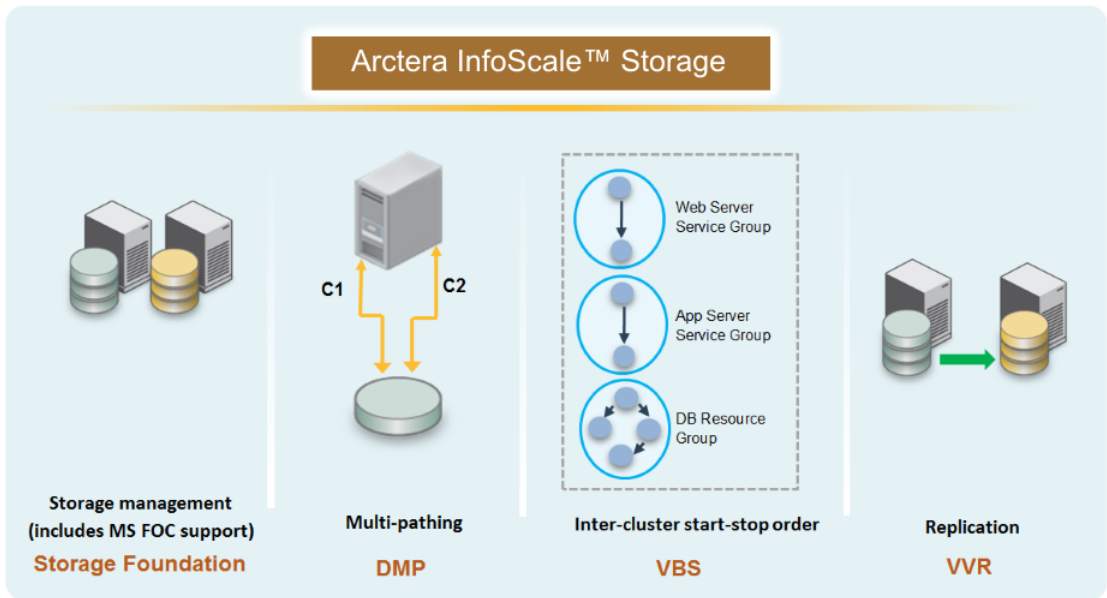 Arctera InfoScale™ Storage
C1
C2
Web Server
Service Group
App Server
Service Group
DB Resource
Group
Storage management
(includes MS FOC support)
Storage Foundation
Multi-pathing
DMP
Inter-cluster start-stop order
VBS
Replication
VVR